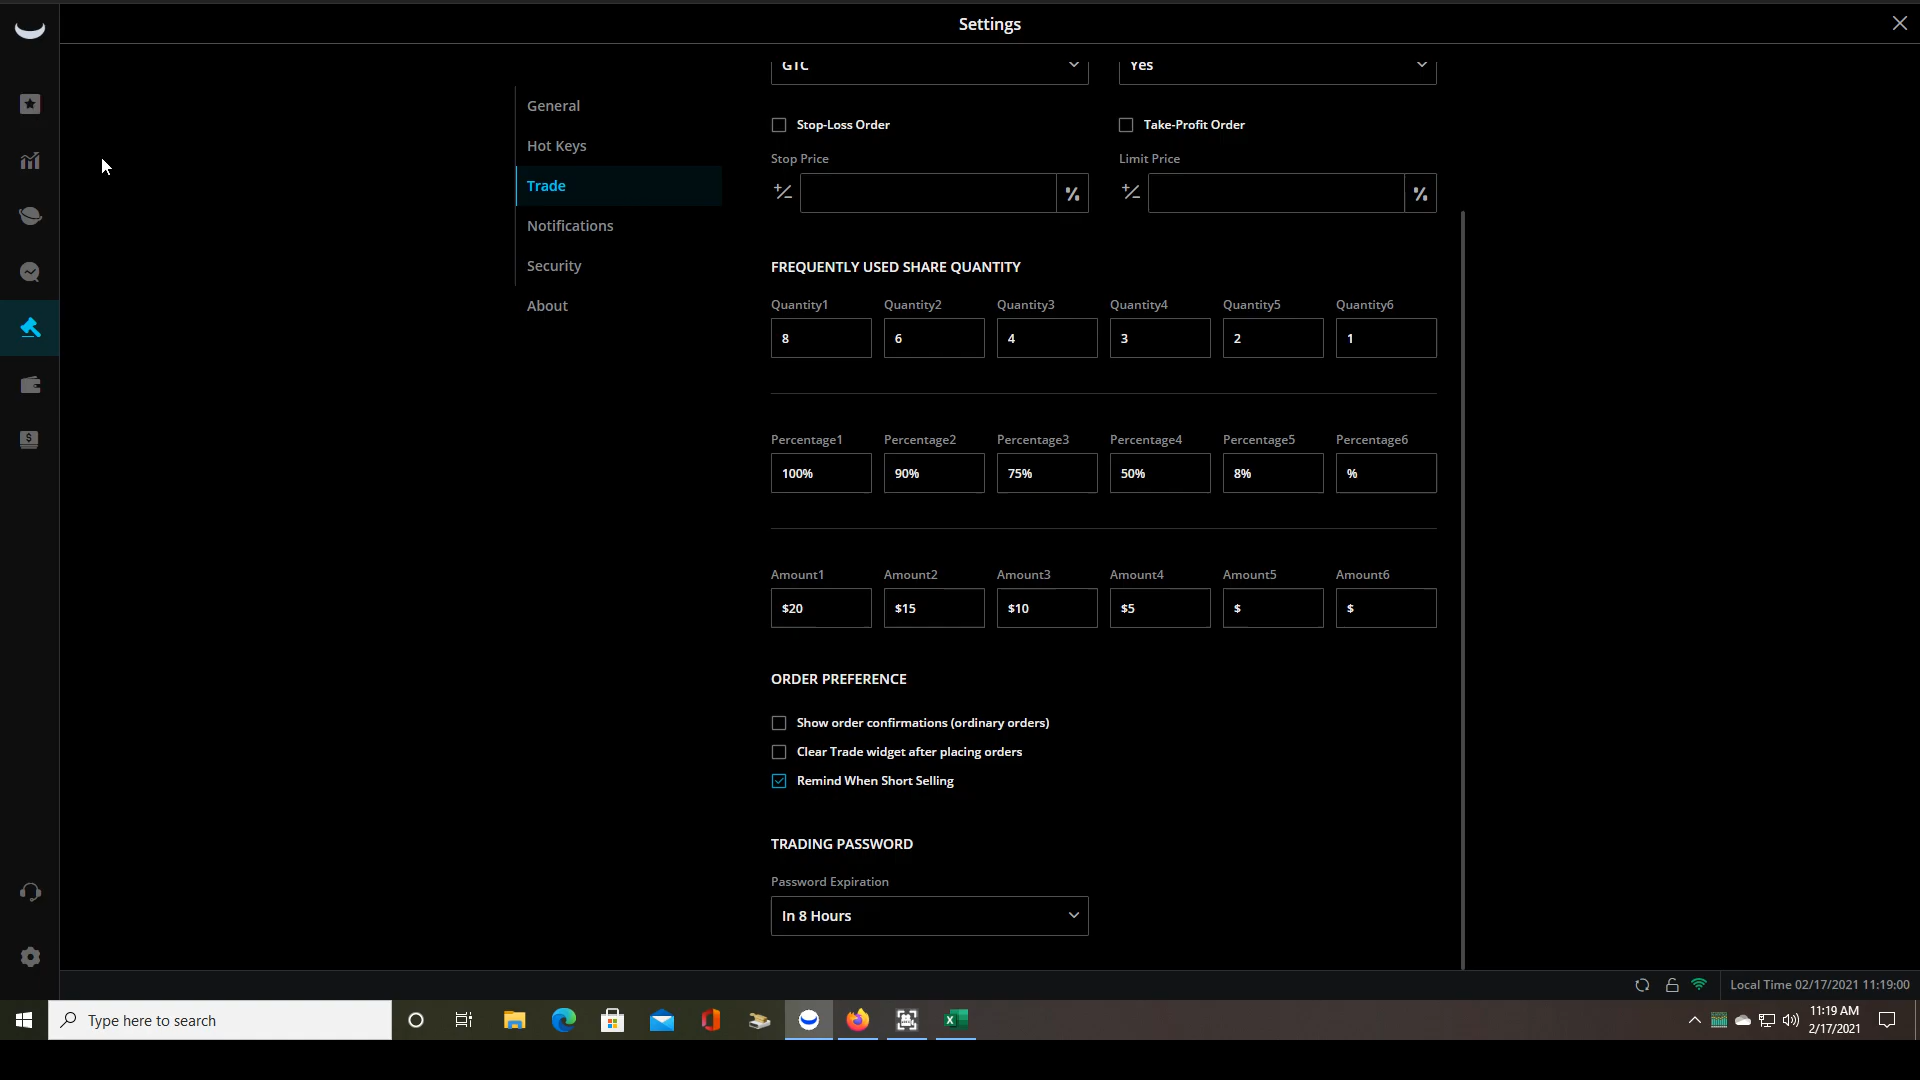 Settings
GTC
Yes
General
Hot Keys
Trade
Notifications
Security
About
Stop-Loss Order
Take-Profit Order
Stop Price
Limit Price
%
%
FREQUENTLY USED SHARE QUANTITY
Quantity1 Quantity2 Quantity3 Quantity4 Quantity5 Quantity6
8 6 4 3 2 1
Percentage1 Percentage2 Percentage3 Percentage4 Percentage5 Percentage6
100% 90% 75% 50% 8% %
Amount1 Amount2 Amount3 Amount4 Amount5 Amount6
$20 $15 $10 $5 $ $
ORDER PREFERENCE
Show order confirmations (ordinary orders)
Clear Trade widget after placing orders
Remind When Short Selling
TRADING PASSWORD
Password Expiration
In 8 Hours
Local Time 02/17/2021 11:19:00
Type here to search
11:19 AM
2/17/2021